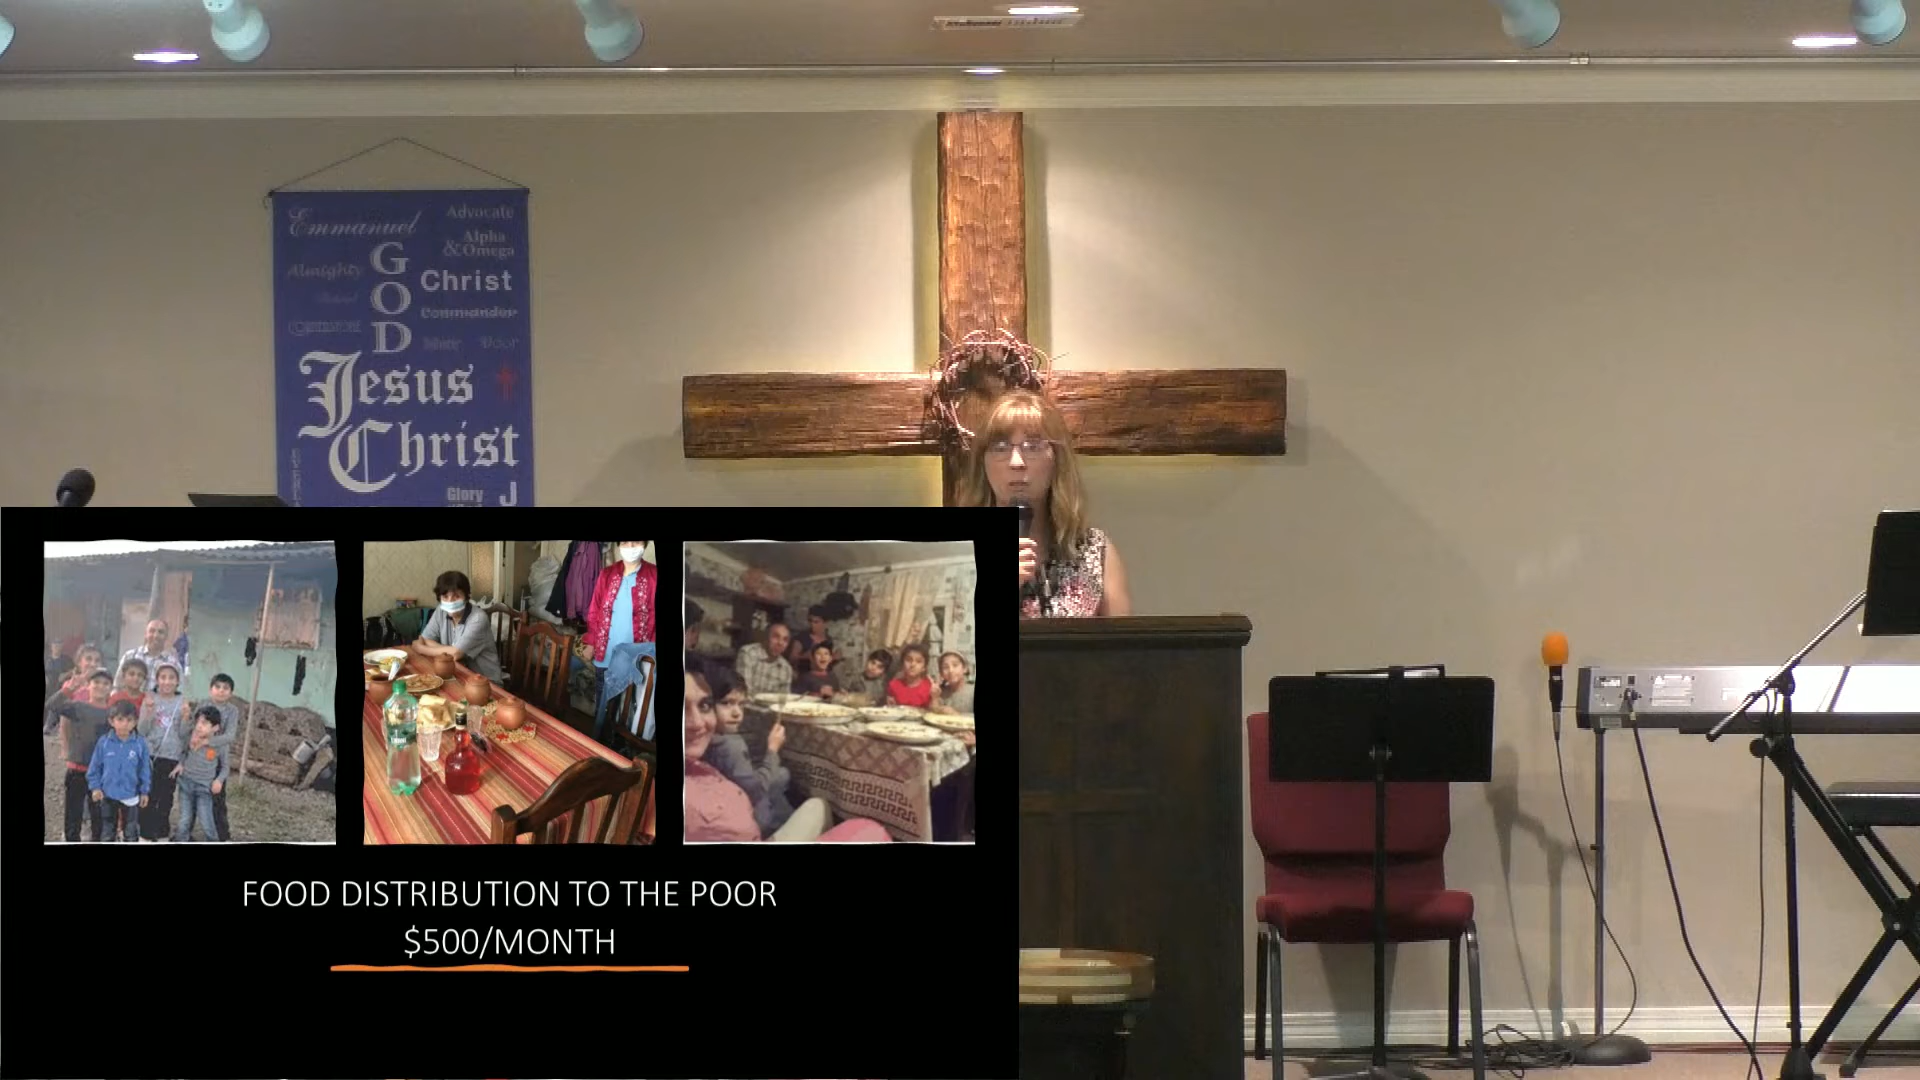 Emmanuel
Advocate
Alpha
& Omega
Almighty
GOD
Christ
Commander
CORNERSTONE
Door
Jesus
Christ
Glory
J
FOOD DISTRIBUTION TO THE POOR
$500/MONTH